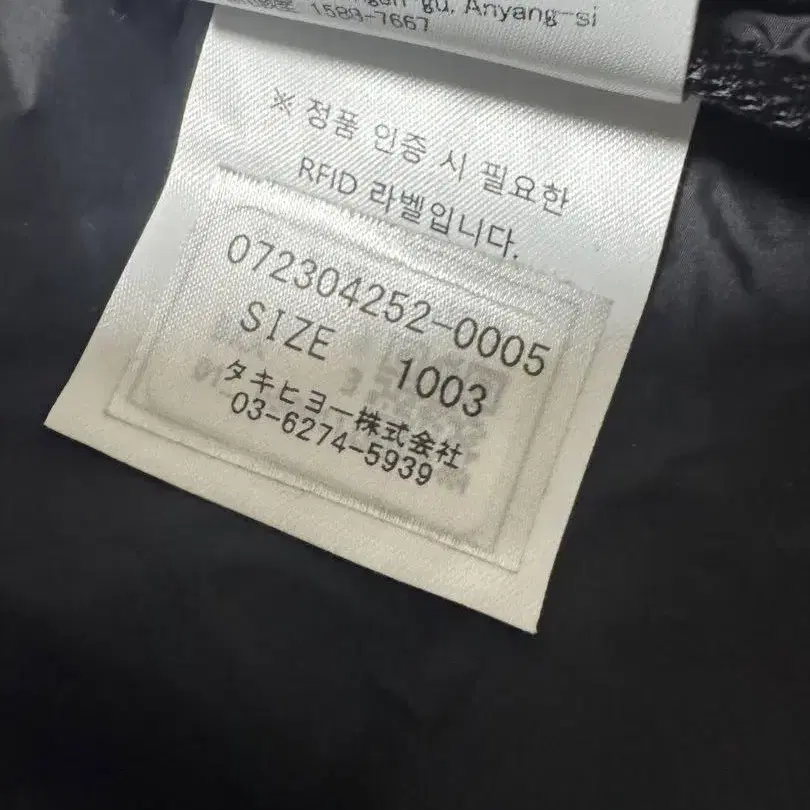 gu, Anyang-si
1589-7667
※ 정품 인증 시 필요한
RFID 라벨입니다.
072304252-0005
SIZE 1003
タキヒヨー株式会社
03-6274-5939